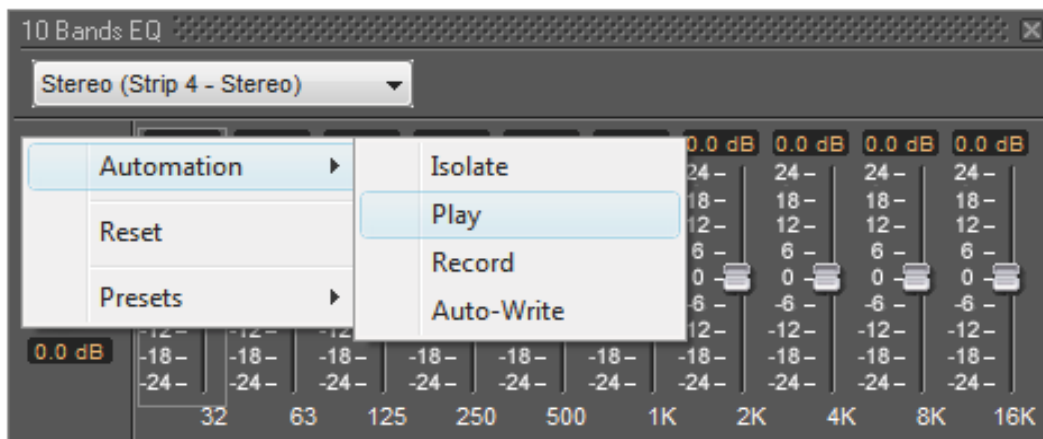 10 Bands EQ
Stereo (Strip 4 - Stereo)
0.0 dB 0.0 dB 0.0 dB 0.0 dB
Automation
Isolate
24 24 24 24
18 18 18 18
Play
12 12 12 12
Reset
6 6 6 6
Record
0 0 0 0
Presets
Auto-Write
-6 -6 -6 -6
-12 -12 -12 -12 -12 -12 -12
0.0 dB
-18 -18 -18 -18 -18 -18 -18 -18 -18 -18
-24 -24 -24 -24 -24 -24 -24 -24 -24 -24
32 63 125 250 500 1K 2K 4K 8K 16K